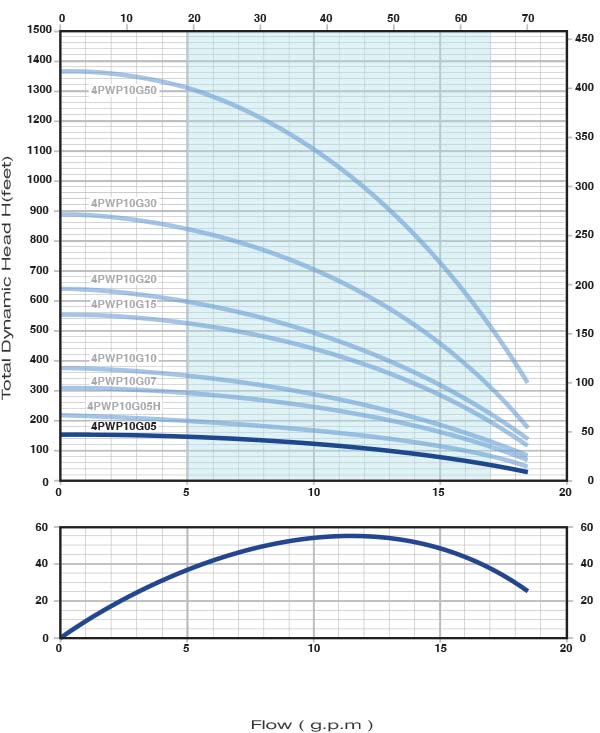 0 10 20 30 40 50 60 70
1500
1400
1300
1200
1100
1000
900
800
700
600
500
400
300
200
100
0
Total Dynamic Head H(feet)
4PWP10G50
4PWP10G30
4PWP10G20
4PWP10G15
4PWP10G10
4PWP10G07
4PWP10G05H
4PWP10G05
450
400
350
300
250
200
150
100
50
0
0 5 10 15 20
60
40
20
0
60
40
20
0
0 5 10 15 20
Flow ( g.p.m )